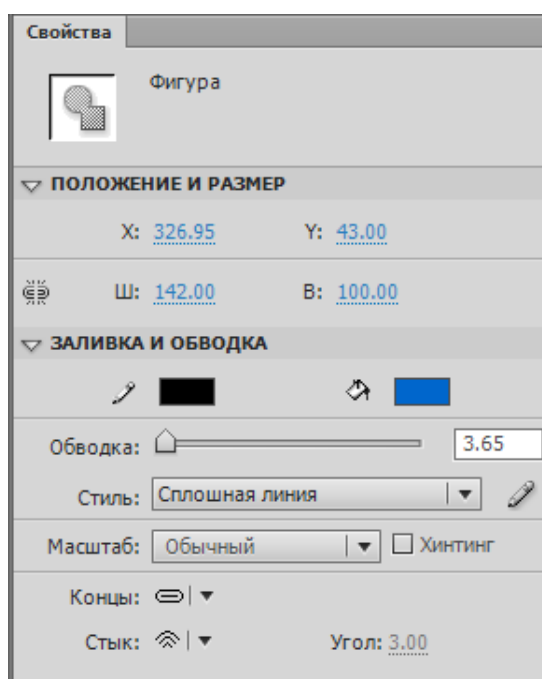 Свойства
Фигура
ПОЛОЖЕНИЕ И РАЗМЕР
X: 326.95 Y: 43.00
Ш: 142.00 В: 100.00
ЗАЛИВКА И ОБВОДКА
Обводка: 3.65
Стиль: Сплошная линия
Масштаб: Обычный Хинтинг
Концы:
Стык: Угол: 3.00